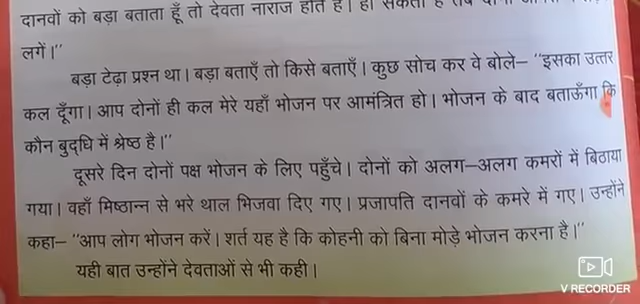 दानवों को बड़ा बताता हूँ तो देवता नाराज होते हैं। हो सकता है
लगें।"
बड़ा टेढ़ा प्रश्न था। बड़ा बताएँ तो किसे बताएँ। कुछ सोच कर वे बोले– "इसका उत्तर
कल दूँगा। आप दोनों ही कल मेरे यहाँ भोजन पर आमंत्रित हो। भोजन के बाद बताऊँगा कि
कौन बुद्धि में श्रेष्ठ है।"
दूसरे दिन दोनों पक्ष भोजन के लिए पहुँचे। दोनों को अलग–अलग कमरों में बिठाया
गया। वहाँ मिष्ठान्न से भरे थाल भिजवा दिए गए। प्रजापति दानवों के कमरे में गए। उन्होंने
कहा– "आप लोग भोजन करें। शर्त यह है कि कोहनी को बिना मोड़े भोजन करना है।"
यही बात उन्होंने देवताओं से भी कही।
V RECORDER